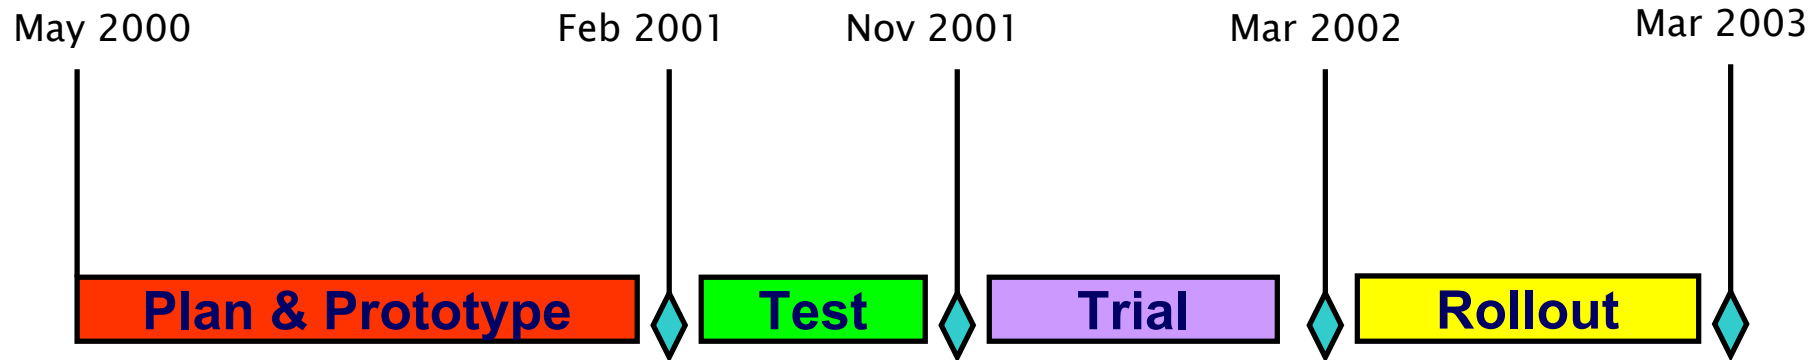 May 2000 Feb 2001 Nov 2001 Mar 2002 Mar 2003
Plan & Prototype Test Trial Rollout